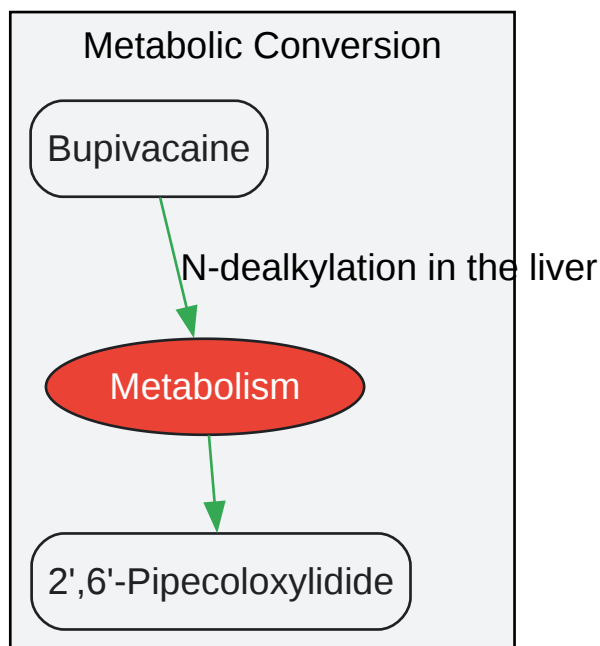 Metabolic Conversion
Bupivacaine
N-dealkylation in the liver
Metabolism
2',6'-Pipecoloxylidide